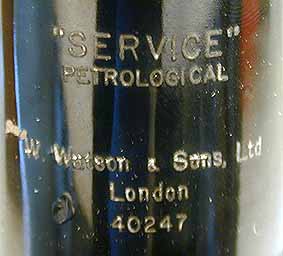 "SERVICE"
PETROLOGICAL
W. Watson & Sons, Ltd
London
40247